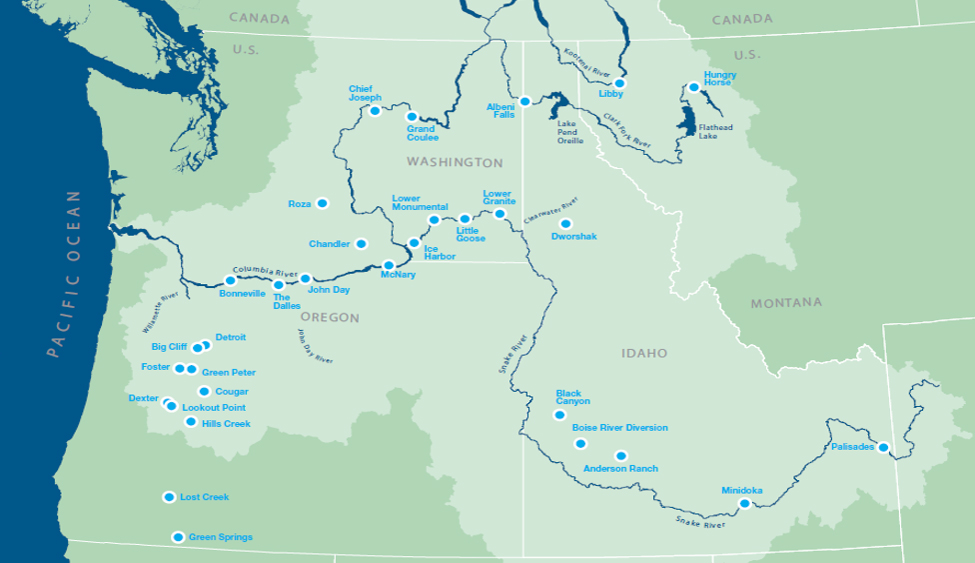 CANADA
CANADA
U.S.
U.S.
Kootenai River
Hungry
Horse
Libby
Chief
Joseph
Albeni
Falls
Grand
Coulee
Lake
Pend
Oreille
Clark Fork River
Flathead
Lake
WASHINGTON
PACIFIC OCEAN
Roza
Lower
Monumental
Lower
Granite
Clearwater River
Little
Goose
Dworshak
Chandler
Ice
Harbor
McNary
Columbia River
Bonneville
The
Dalles
John Day
Willamette River
OREGON
John Day River
MONTANA
IDAHO
Snake River
Detroit
Big Cliff
Foster
Green Peter
Cougar
Dexter
Lookout Point
Hills Creek
Black
Canyon
Boise River Diversion
Anderson Ranch
Palisades
Minidoka
Snake River
Lost Creek
Green Springs